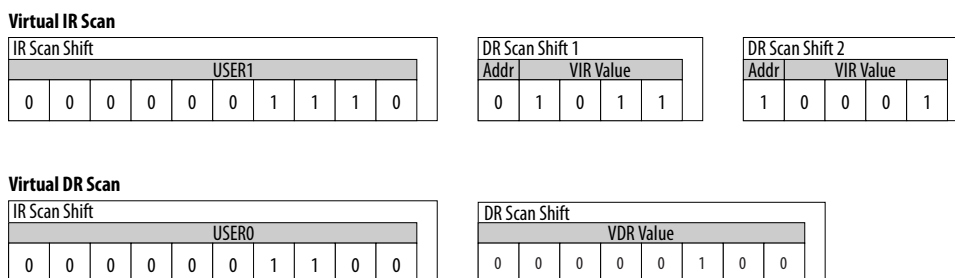 Virtual IR Scan
IR Scan Shift DR Scan Shift 1 DR Scan Shift 2
USER1 Addr VIR Value Addr VIR Value
0 0 0 0 0 0 1 1 1 0 0 1 0 1 1 1 0 0 0 1
Virtual DR Scan
IR Scan Shift DR Scan Shift
USER0 VDR Value
0 0 0 0 0 0 1 1 0 0 0 0 0 0 0 1 0 0